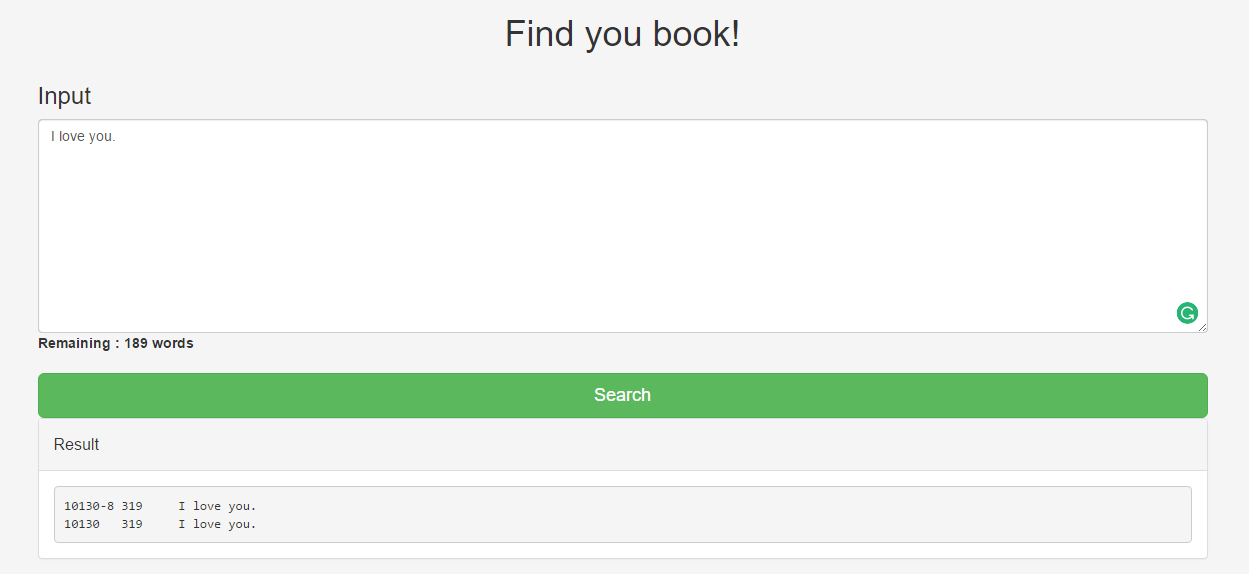 Find you book!
Input
I love you.
Remaining : 189 words
Search
Result
10130-8 319     I love you.
10130   319     I love you.